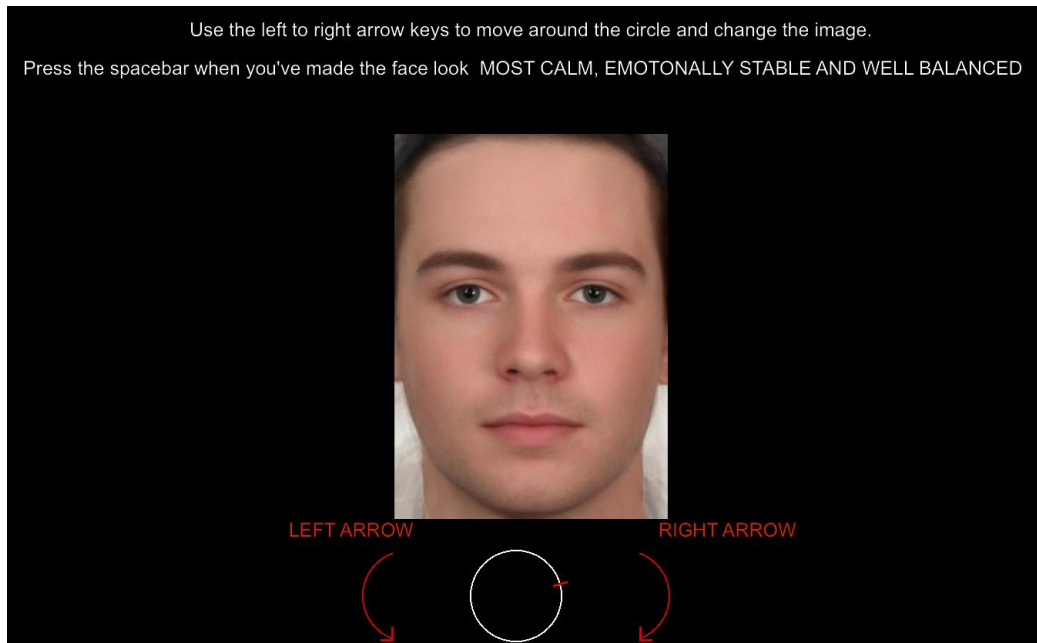 Use the left to right arrow keys to move around the circle and change the image.
Press the spacebar when you've made the face look  MOST CALM, EMOTONALLY STABLE AND WELL BALANCED
LEFT ARROW
RIGHT ARROW